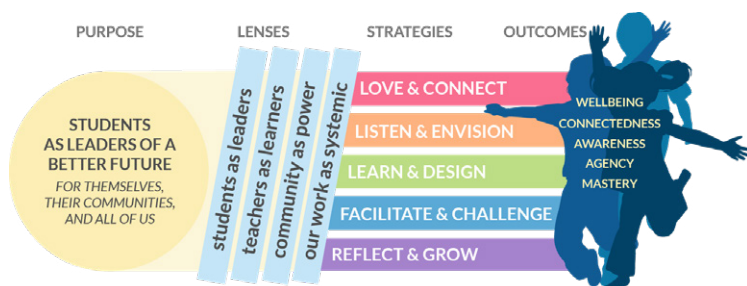 PURPOSE
LENSES
STRATEGIES
OUTCOMES
STUDENTS
AS LEADERS OF A
BETTER FUTURE
FOR THEMSELVES,
THEIR COMMUNITIES,
AND ALL OF US
students as leaders
teachers as learners
community as power
our work as systemic
LOVE & CONNECT
LISTEN & ENVISION
LEARN & DESIGN
FACILITATE & CHALLENGE
REFLECT & GROW
WELLBEING
CONNECTEDNESS
AWARENESS
AGENCY
MASTERY